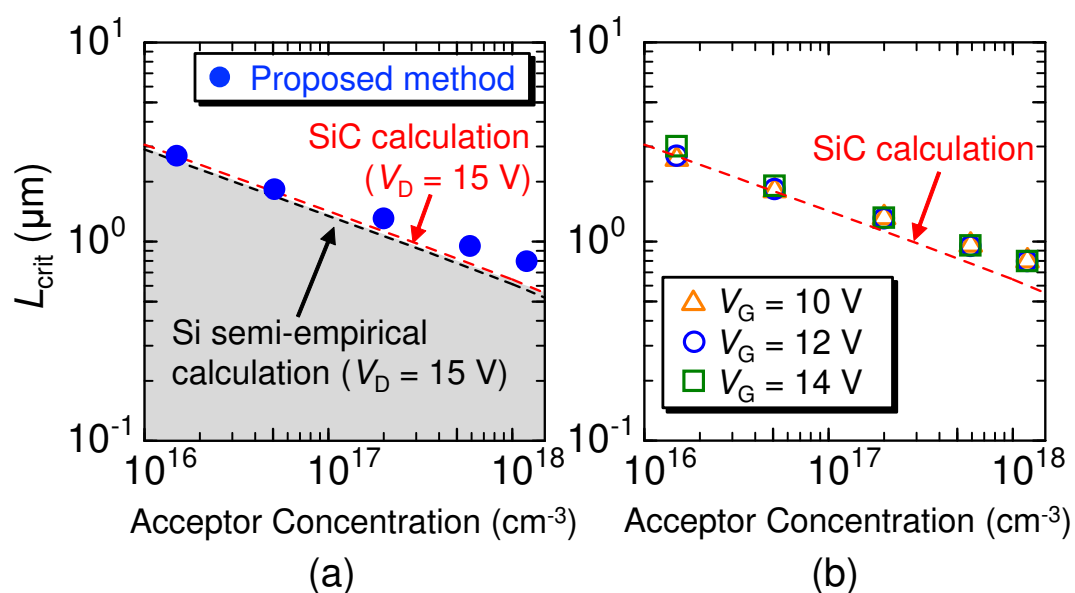 Proposed method
SiC calculation
(V_D = 15 V)
Si semi-empirical
calculation (V_D = 15 V)
L_crit (μm)
10^1
10^0
10^-1
10^16
10^17
10^18
Acceptor Concentration (cm^-3)
(a)
SiC calculation
V_G = 10 V
V_G = 12 V
V_G = 14 V
10^1
10^0
10^-1
10^16
10^17
10^18
Acceptor Concentration (cm^-3)
(b)